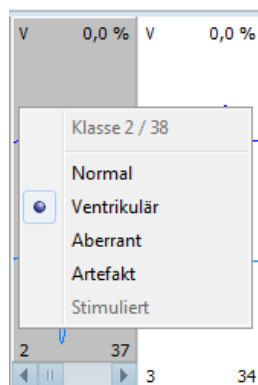 V 0,0 % V 0,0 %
Klasse 2 / 38
Normal
Ventrikulär
Aberrant
Artefakt
Stimuliert
2 37
3 34